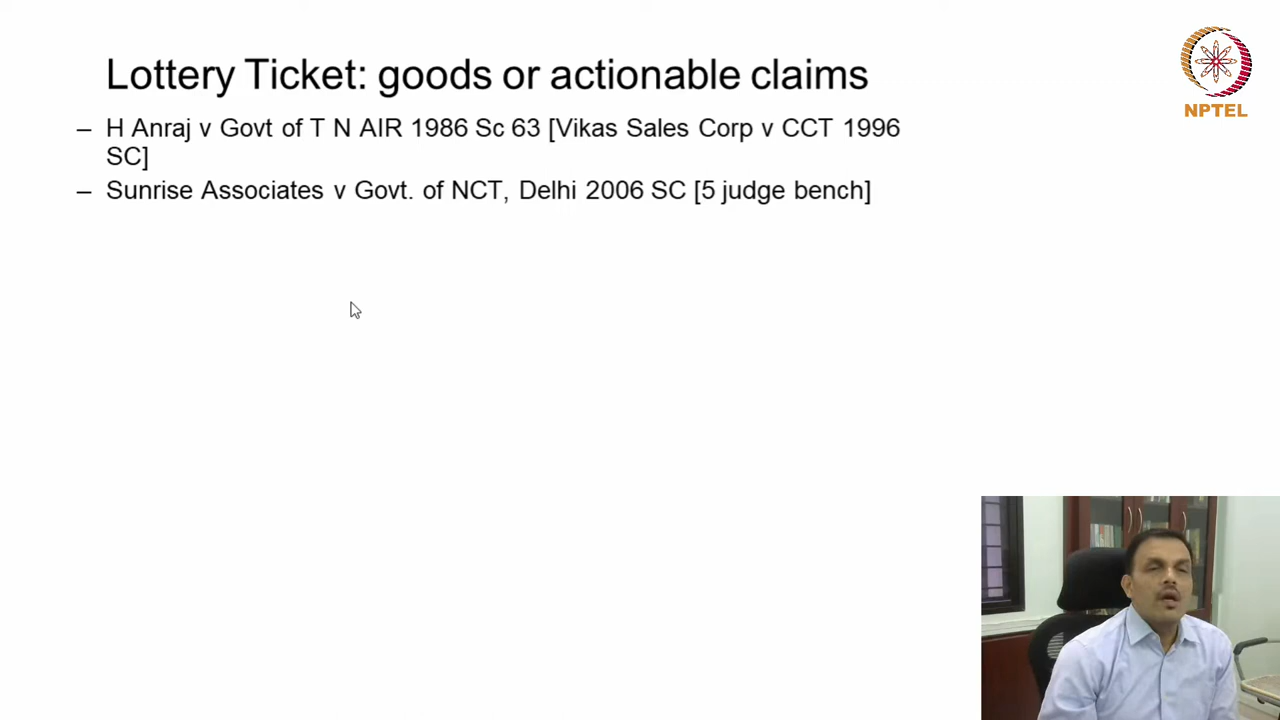 Lottery Ticket: goods or actionable claims
– H Anraj v Govt of T N AIR 1986 Sc 63 [Vikas Sales Corp v CCT 1996
SC]
– Sunrise Associates v Govt. of NCT, Delhi 2006 SC [5 judge bench]
NPTEL